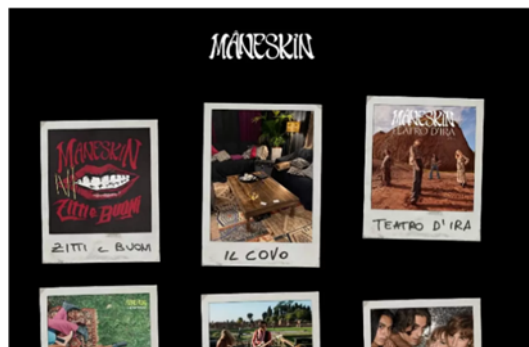 MÅNESKIN
MÅNESKIN
ZITTI E BUONI
ZITTI E BUONI
IL COVO
MÅNESKIN
TEATRO D'IRA
TEATRO D'IRA